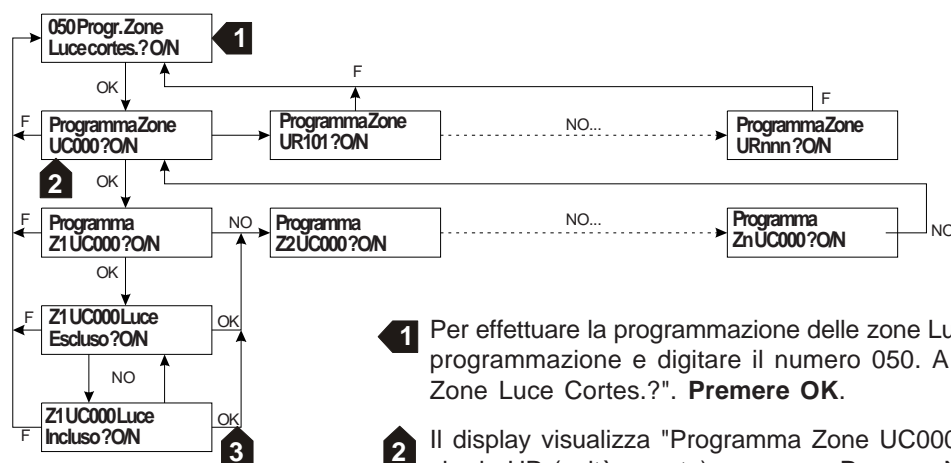 050 Progr. Zone
Luce cortes.? O/N
1
OK
F
F
F
Programma Zone
UC000 ? O/N
Programma Zone
UR101 ? O/N
NO...
Programma Zone
URnnn ? O/N
2
OK
F
Programma
Z1 UC000 ? O/N
NO
Programma
Z2 UC000 ? O/N
NO...
Programma
Zn UC000 ? O/N
NO
OK
F
Z1 UC000 Luce
Escluso ? O/N
OK
NO
F
Z1 UC000 Luce
Incluso ? O/N
OK
3
1 Per effettuare la programmazione delle zone
programmazione e digitare il numero 050. A
Zone Luce Cortes.?". Premere OK.
2 Il display visualizza "Programma Zone UC000